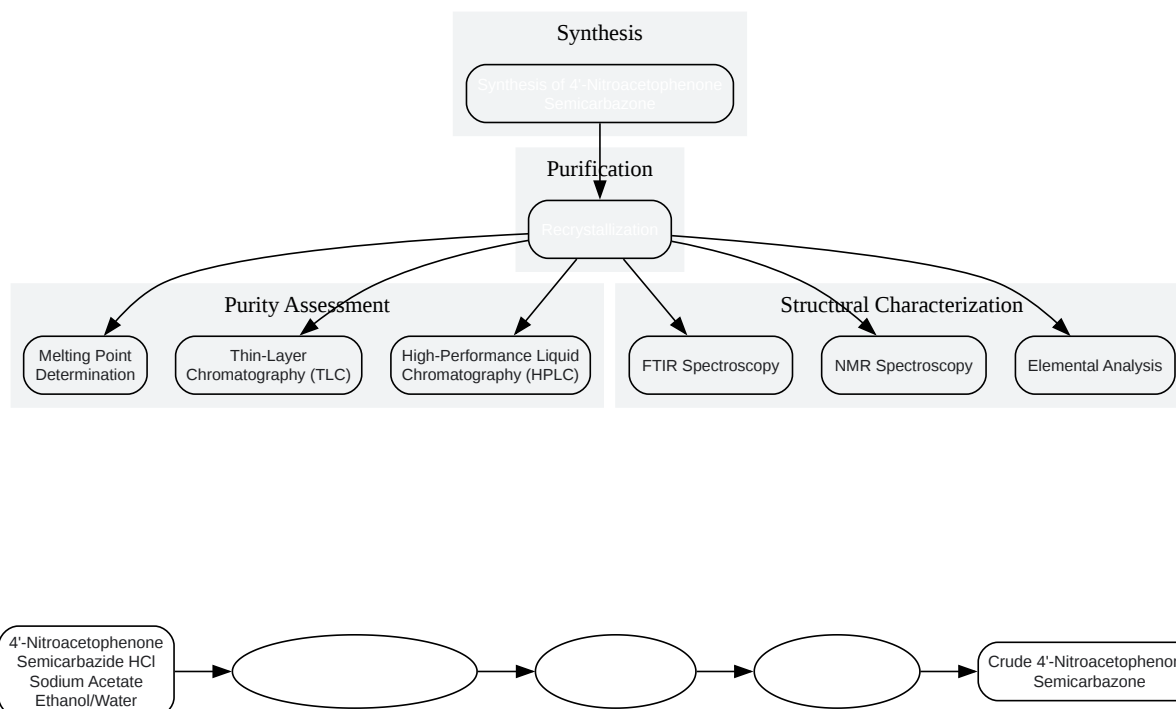 Synthesis
Synthesis of 4'-Nitroacetophenone
Semicarbazone
Purification
Recrystallization
Purity Assessment
Structural Characterization
Melting Point
Determination
Thin-Layer
Chromatography (TLC)
High-Performance Liquid
Chromatography (HPLC)
FTIR Spectroscopy
NMR Spectroscopy
Elemental Analysis
4'-Nitroacetophenone
Semicarbazide HCl
Sodium Acetate
Ethanol/Water
Crude 4'-Nitroacetophenon
Semicarbazone